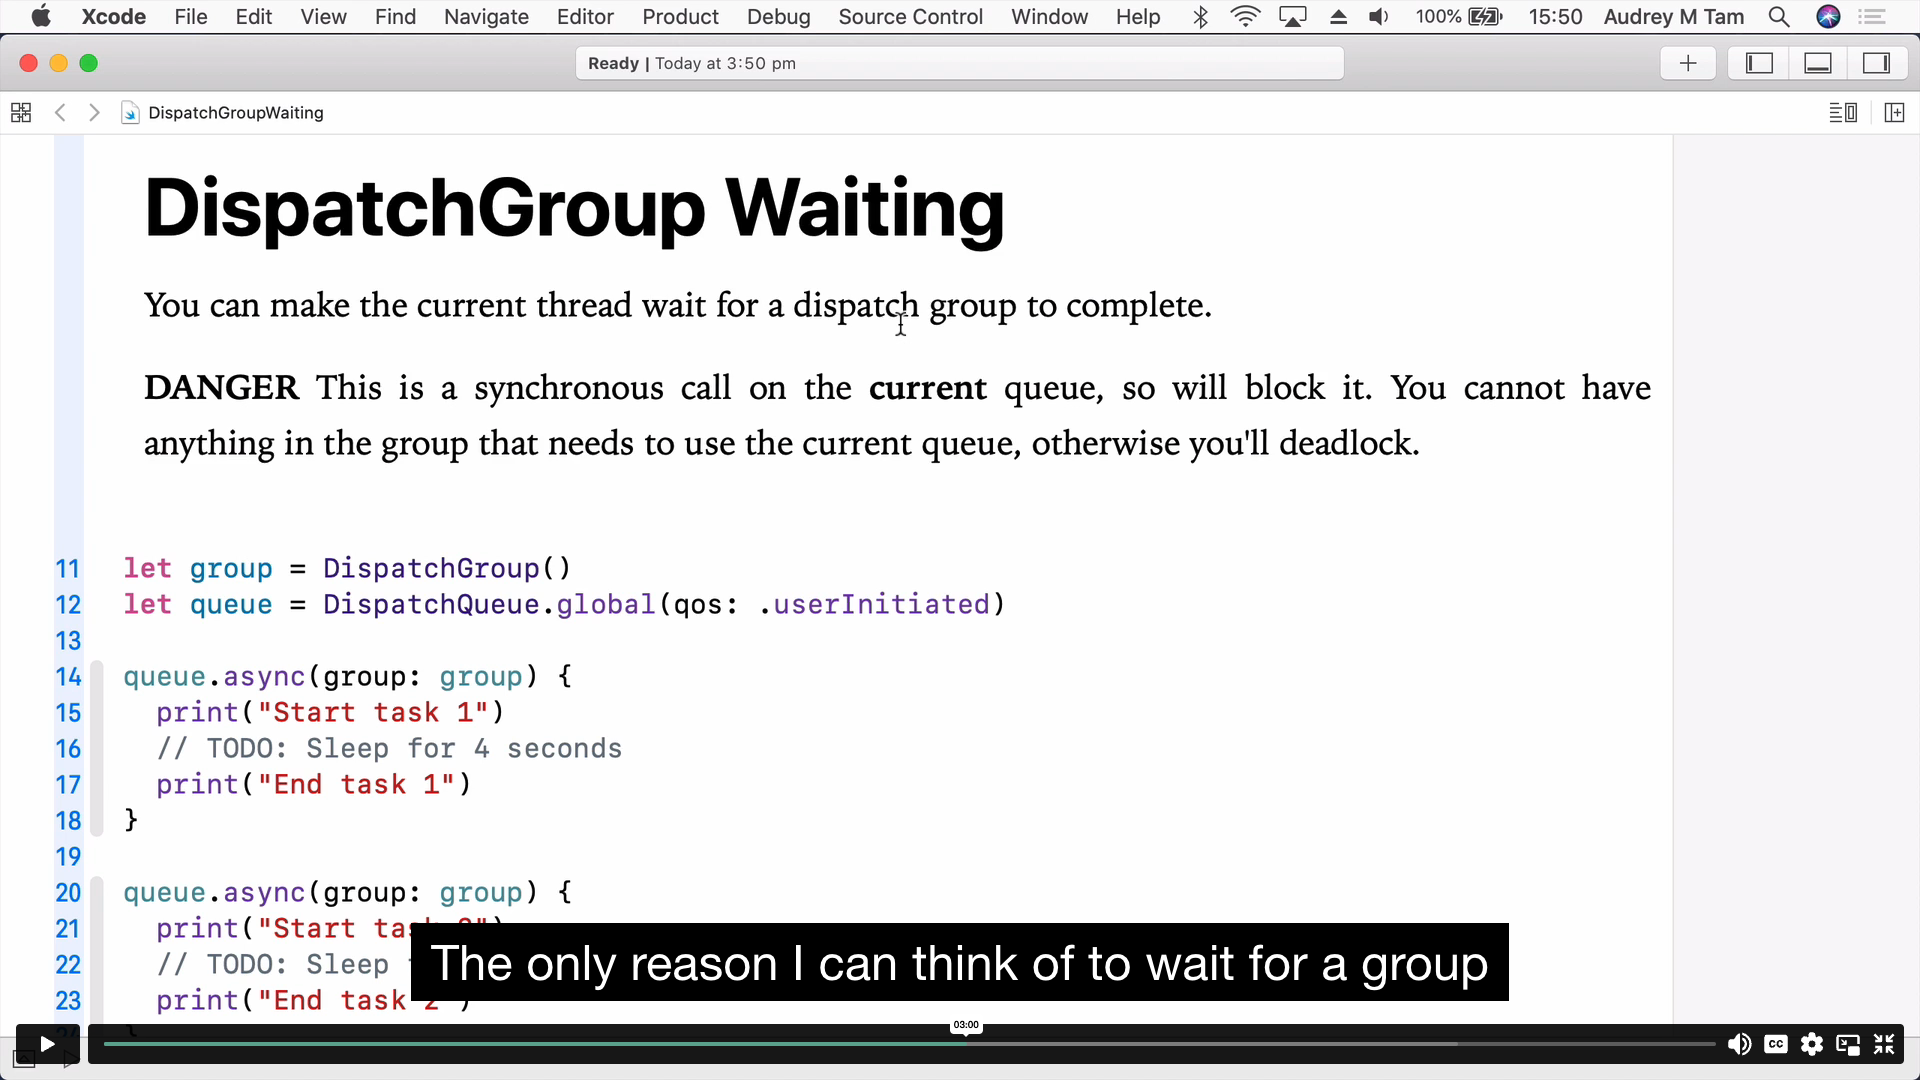 Xcode File Edit View Find Navigate Editor Product Debug Source Control Window Help 100% 15:50 Audrey M Tam
Ready | Today at 3:50 pm
DispatchGroupWaiting
DispatchGroup Waiting
You can make the current thread wait for a dispatch group to complete.
DANGER This is a synchronous call on the current queue, so will block it. You cannot have
anything in the group that needs to use the current queue, otherwise you'll deadlock.
11 let group = DispatchGroup()
12 let queue = DispatchQueue.global(qos: .userInitiated)
13
14 queue.async(group: group) {
15 print("Start task 1")
16 // TODO: Sleep for 4 seconds
17 print("End task 1")
18 }
19
20 queue.async(group: group) {
21 print("Start task 2")
22 // TODO: Sleep
23 print("End task 2")
24 }
The only reason I can think of to wait for a group
03:00
CC